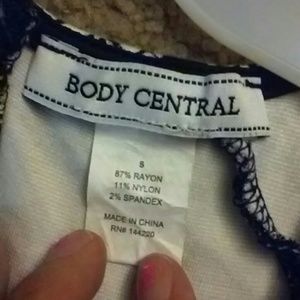 BODY CENTRAL
S
87% RAYON
11% NYLON
2% SPANDEX
MADE IN CHINA
RN# 144220